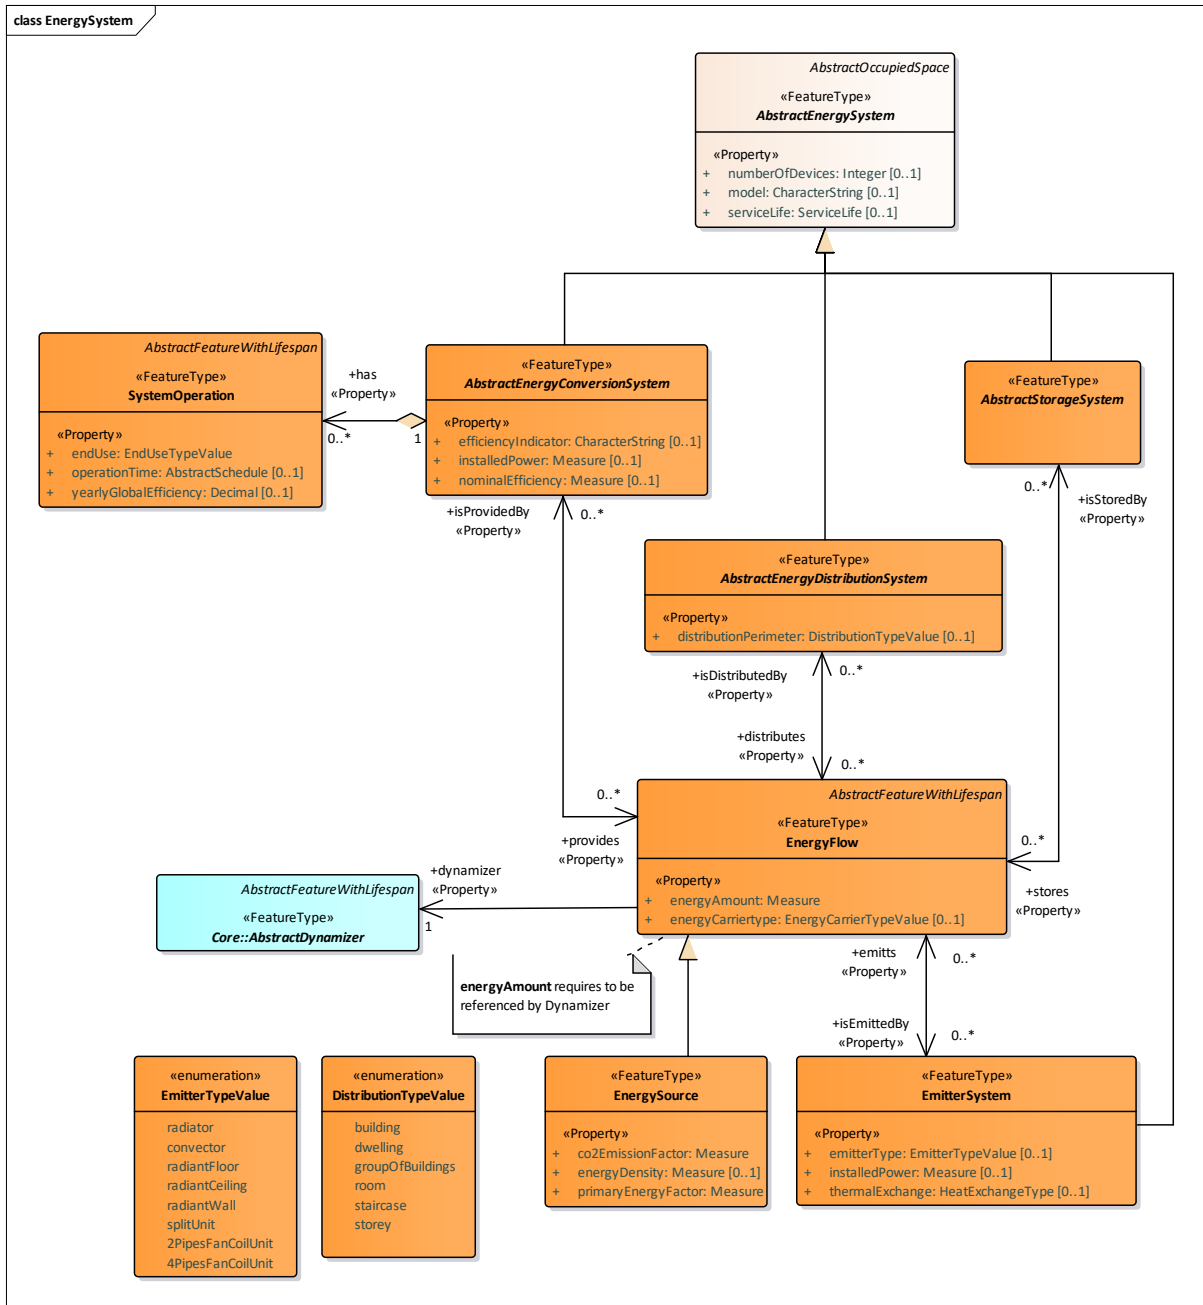 class EnergySystem
AbstractOccupiedSpace
«FeatureType»
AbstractEnergySystem
«Property»
+ numberOfDevices: Integer [0..1]
+ model: CharacterString [0..1]
+ serviceLife: ServiceLife [0..1]
AbstractFeatureWithLifespan
«FeatureType»
SystemOperation
«Property»
+ endUse: EndUseTypeValue
+ operationTime: AbstractSchedule [0..1]
+ yearlyGlobalEfficiency: Decimal [0..1]
+has
«Property»
0..*
1
«FeatureType»
AbstractEnergyConversionSystem
«Property»
+ efficiencyIndicator: CharacterString [0..1]
+ installedPower: Measure [0..1]
+ nominalEfficiency: Measure [0..1]
«FeatureType»
AbstractStorageSystem
+isProvidedBy
«Property»
0..*
0..*
+isStoredBy
«Property»
«FeatureType»
AbstractEnergyDistributionSystem
«Property»
+ distributionPerimeter: DistributionTypeValue [0..1]
+isDistributedBy
«Property»
0..*
+distributes
«Property»
0..*
0..*
+provides
«Property»
AbstractFeatureWithLifespan
«FeatureType»
EnergyFlow
«Property»
+ energyAmount: Measure
+ energyCarriertype: EnergyCarrierTypeValue [0..1]
0..*
+stores
«Property»
+dynamizer
«Property»
1
AbstractFeatureWithLifespan
«FeatureType»
Core::AbstractDynamizer
energyAmount requires to be
referenced by Dynamizer
+emitts
«Property»
0..*
+isEmittedBy
«Property»
0..*
«enumeration»
EmitterTypeValue
radiator
convector
radiantFloor
radiantCeiling
radiantWall
splitUnit
2PipesFanCoilUnit
4PipesFanCoilUnit
«enumeration»
DistributionTypeValue
building
dwelling
groupOfBuildings
room
staircase
storey
«FeatureType»
EnergySource
«Property»
+ co2EmissionFactor: Measure
+ energyDensity: Measure [0..1]
+ primaryEnergyFactor: Measure
«FeatureType»
EmitterSystem
«Property»
+ emitterType: EmitterTypeValue [0..1]
+ installedPower: Measure [0..1]
+ thermalExchange: HeatExchangeType [0..1]